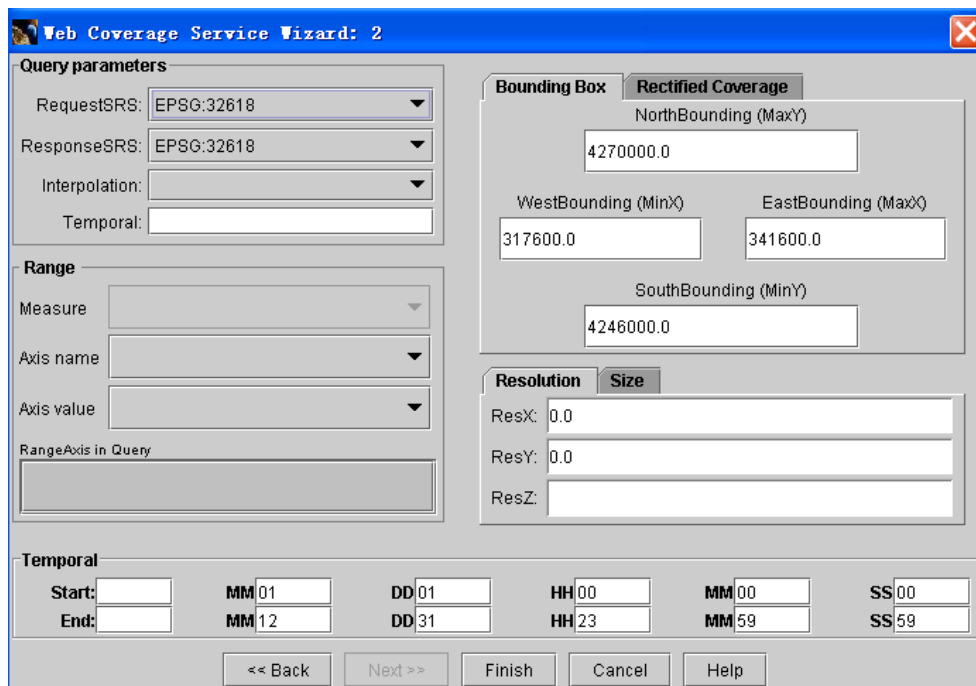 Web Coverage Service Wizard: 2
Query parameters
RequestSRS: EPSG:32618
ResponseSRS: EPSG:32618
Interpolation:
Temporal:
Range
Measure
Axis name
Axis value
RangeAxis in Query
Bounding Box Rectified Coverage
NorthBounding (MaxY)
4270000.0
WestBounding (MinX) EastBounding (MaxX)
317600.0 341600.0
SouthBounding (MinY)
4246000.0
Resolution Size
ResX: 0.0
ResY: 0.0
ResZ:
Temporal
Start: MM 01 DD 01 HH 00 MM 00 SS 00
End: MM 12 DD 31 HH 23 MM 59 SS 59
<< Back Next >> Finish Cancel Help